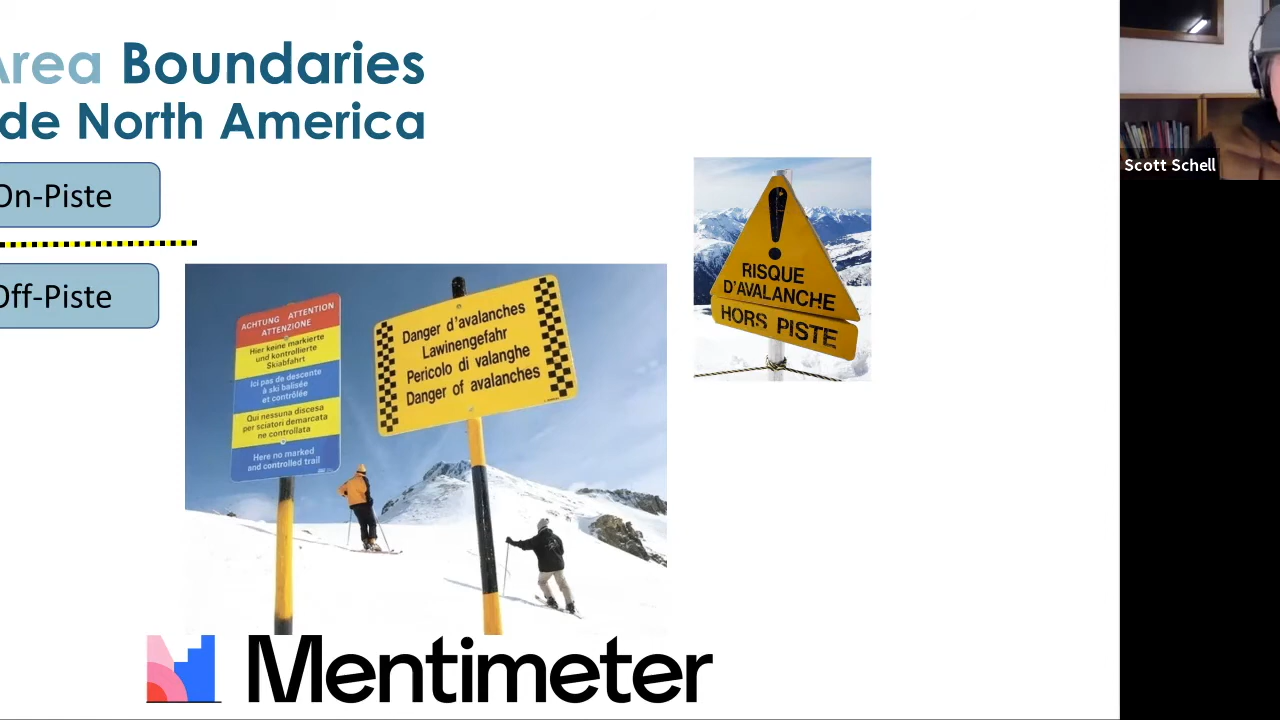 Area Boundaries
de North America
On-Piste
Off-Piste
ACHTUNG ATTENTION
ATTENZIONE
Hier keine markierte
und kontrollierte
Skiabfahrt
Ici pas de descente
à ski balisée
et contrôlée
Qui nessuna discesa
per sciatori demarcata
ne controllata
Here no marked
and controlled trail
Danger d'avalanches
Lawinengefahr
Pericolo di valanghe
Danger of avalanches
RISQUE
D'AVALANCHE
HORS PISTE
Mentimeter
Scott Schell